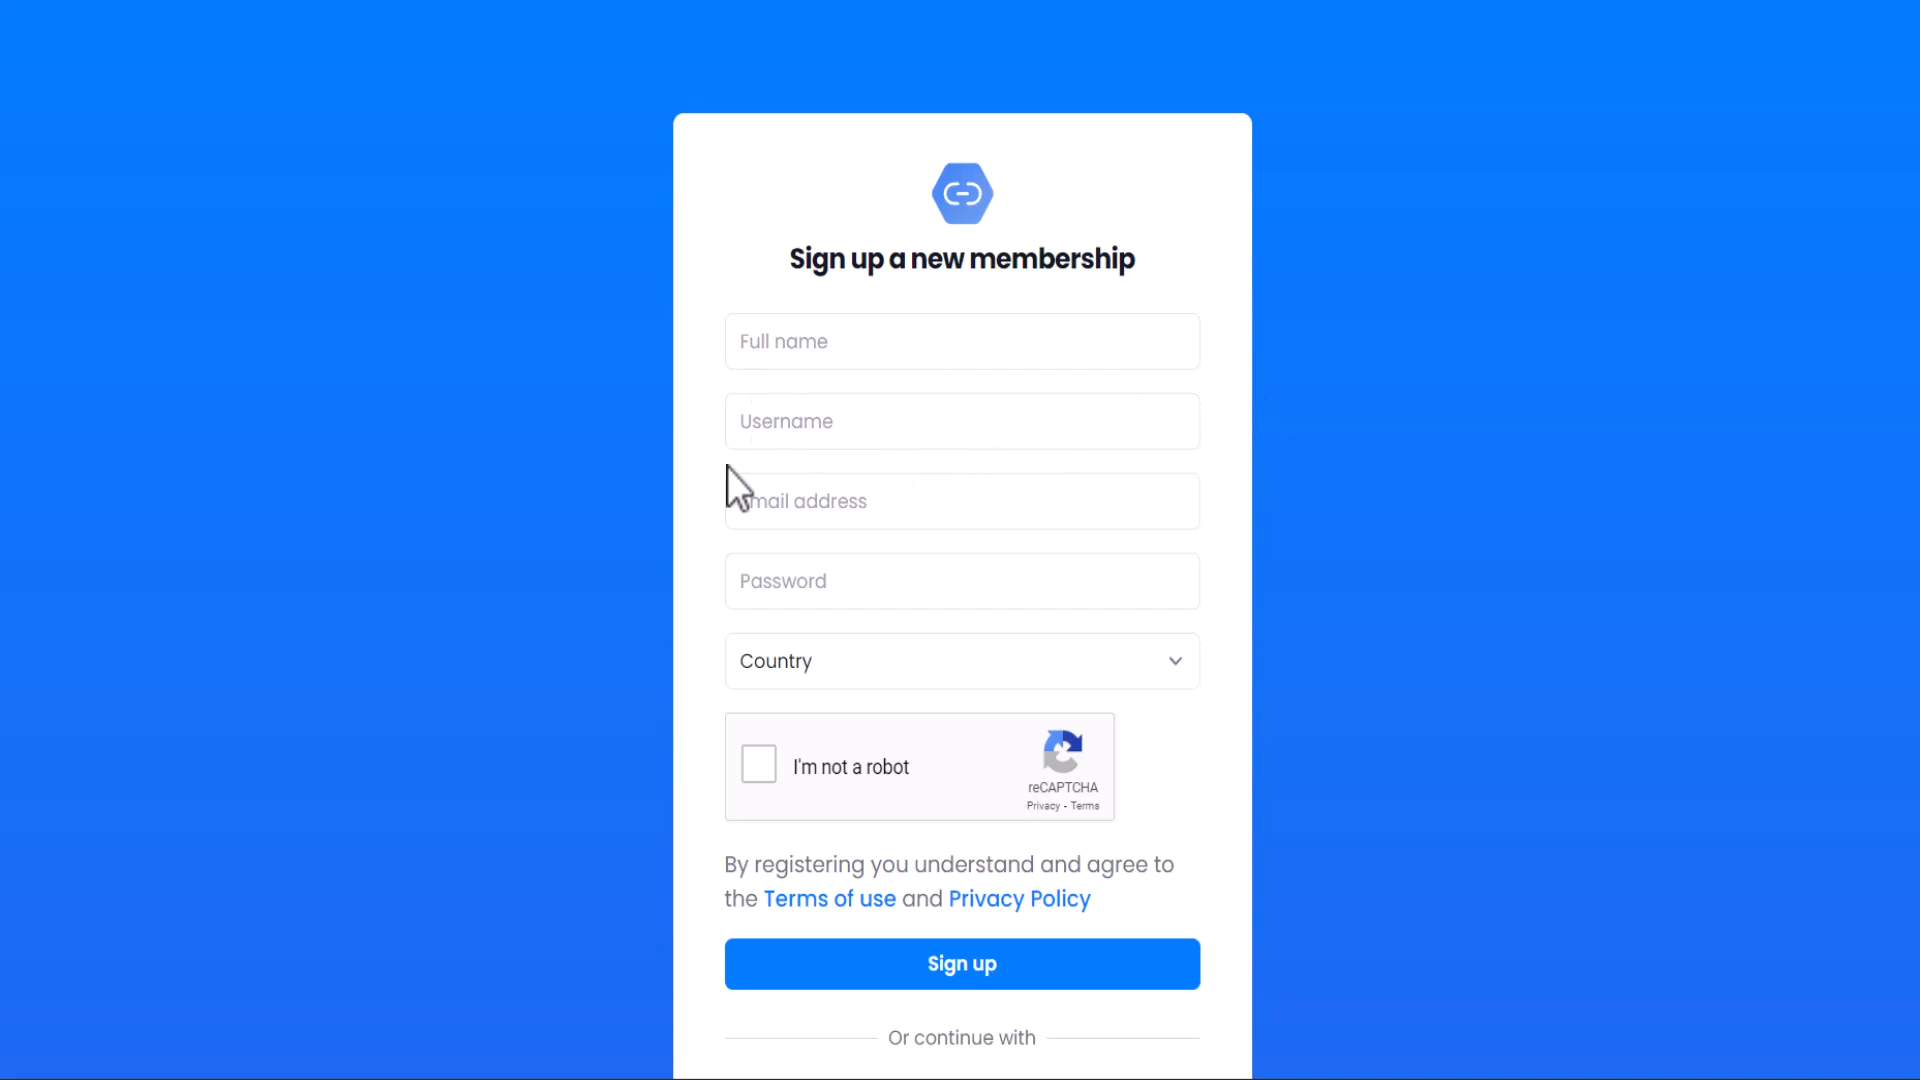 Sign up a new membership
Full name
Username
mail address
Password
Country
I'm not a robot
reCAPTCHA
Privacy - Terms
By registering you understand and agree to
the Terms of use and Privacy Policy
Sign up
Or continue with